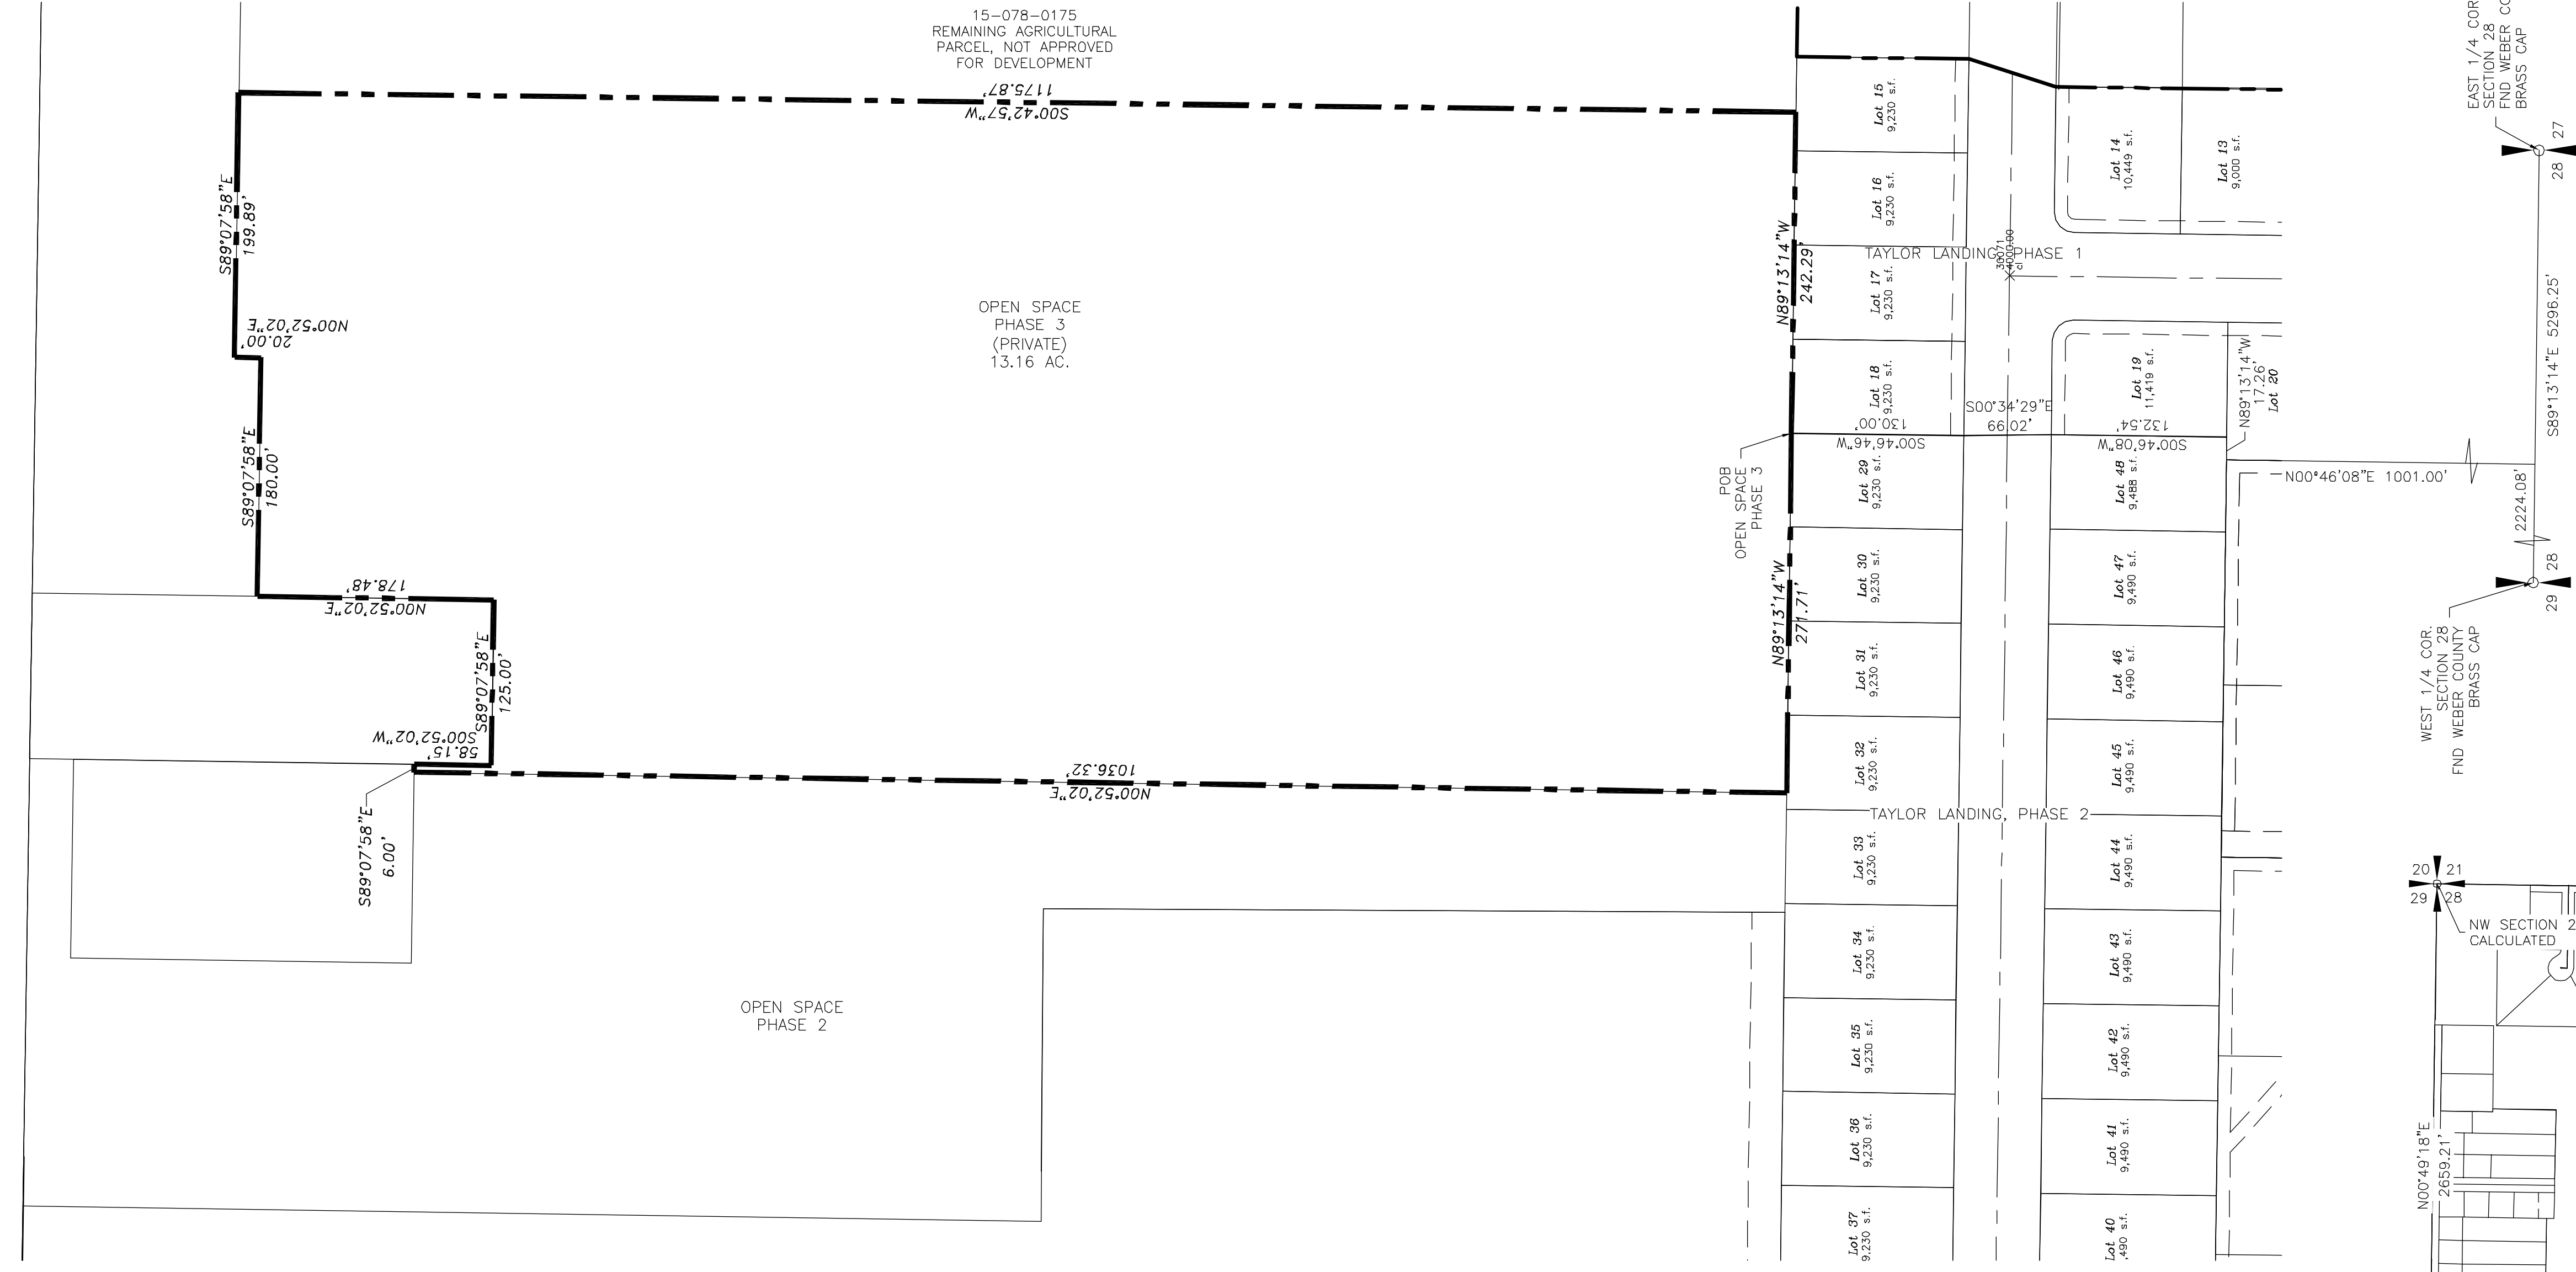 15-078-0175
REMAINING AGRICULTURAL
PARCEL, NOT APPROVED
FOR DEVELOPMENT
1175.87'
S00°42'57"W
S89°07'58"E
199.89'
N00°52'02"E
20.00'
S89°07'58"E
180.00'
178.48'
N00°52'02"E
S89°07'58"E
125.00'
S00°52'02"W
58.15'
S89°07'58"E
6.00'
1036.32'
N00°52'02"E
OPEN SPACE
PHASE 3
(PRIVATE)
13.16 AC.
N89°13'14"W
242.29'
POB
OPEN SPACE
PHASE 3
N89°13'14"W
271.71'
OPEN SPACE
PHASE 2
Lot 15
9,230 s.f.
Lot 16
9,230 s.f.
TAYLOR LANDING, PHASE 1
30071
4000.00
cl
Lot 17
9,230 s.f.
Lot 18
9,230 s.f.
130.00'
S00°46'46"W
S00°34'29"E
66.02'
132.54'
S00°46'08"W
Lot 14
10,449 s.f.
Lot 13
9,000 s.f.
Lot 19
11,419 s.f.
N89°13'14"W
17.26'
Lot 20
Lot 29
9,230 s.f.
Lot 30
9,230 s.f.
Lot 31
9,230 s.f.
Lot 32
9,230 s.f.
TAYLOR LANDING, PHASE 2
Lot 33
9,230 s.f.
Lot 34
9,230 s.f.
Lot 35
9,230 s.f.
Lot 36
9,230 s.f.
Lot 37
9,230 s.f.
Lot 48
9,488 s.f.
Lot 47
9,490 s.f.
Lot 46
9,490 s.f.
Lot 45
9,490 s.f.
Lot 44
9,490 s.f.
Lot 43
9,490 s.f.
Lot 42
9,490 s.f.
Lot 41
9,490 s.f.
Lot 40
,490 s.f.
EAST 1/4 COR
SECTION 28
FND WEBER CO
BRASS CAP
27
28
S89°13'14"E 5296.25'
N00°46'08"E 1001.00'
2224.08'
28
29
WEST 1/4 COR.
SECTION 28
FND WEBER COUNTY
BRASS CAP
20 21
29 28
NW SECTION 2
CALCULATED
N00°49'18"E
2659.21'